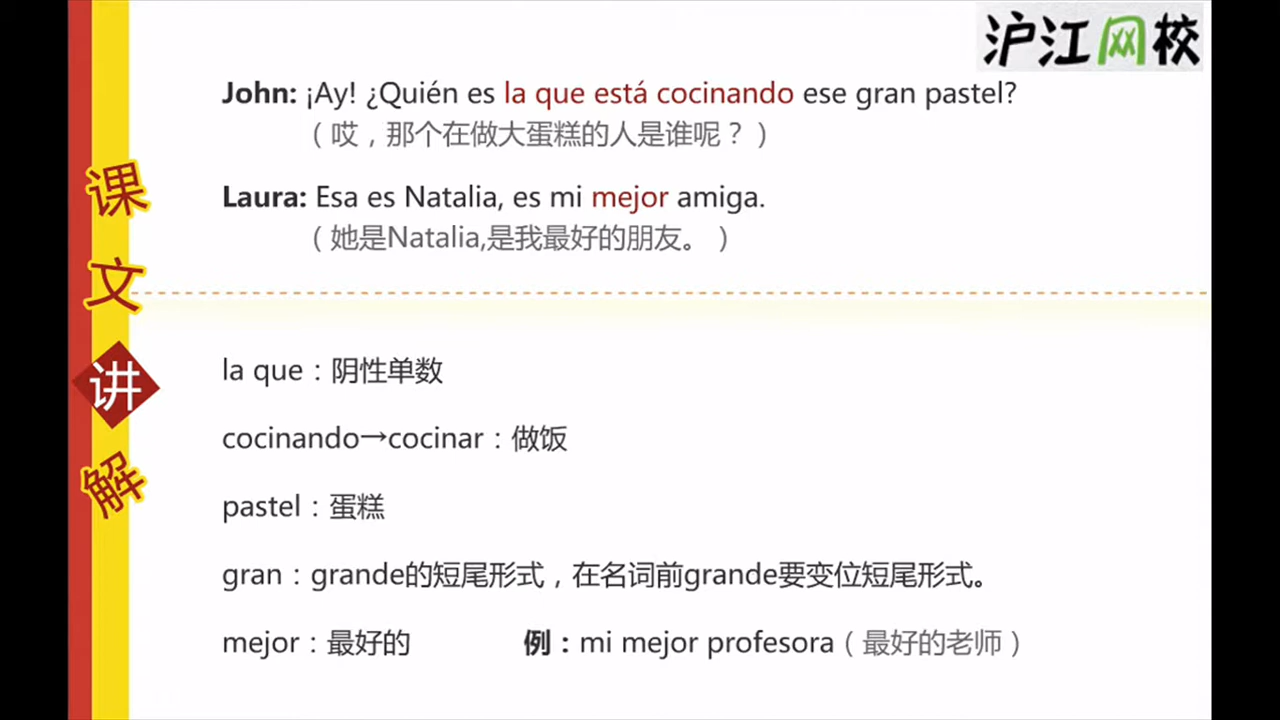 沪江网校
John: ¡Ay! ¿Quién es la que está cocinando ese gran pastel?
（哎，那个在做大蛋糕的人是谁呢？）
Laura: Esa es Natalia, es mi mejor amiga.
（她是Natalia,是我最好的朋友。）
课文讲解
la que：阴性单数
cocinando→cocinar：做饭
pastel：蛋糕
gran：grande的短尾形式，在名词前grande要变位短尾形式。
mejor：最好的 例：mi mejor profesora（最好的老师）